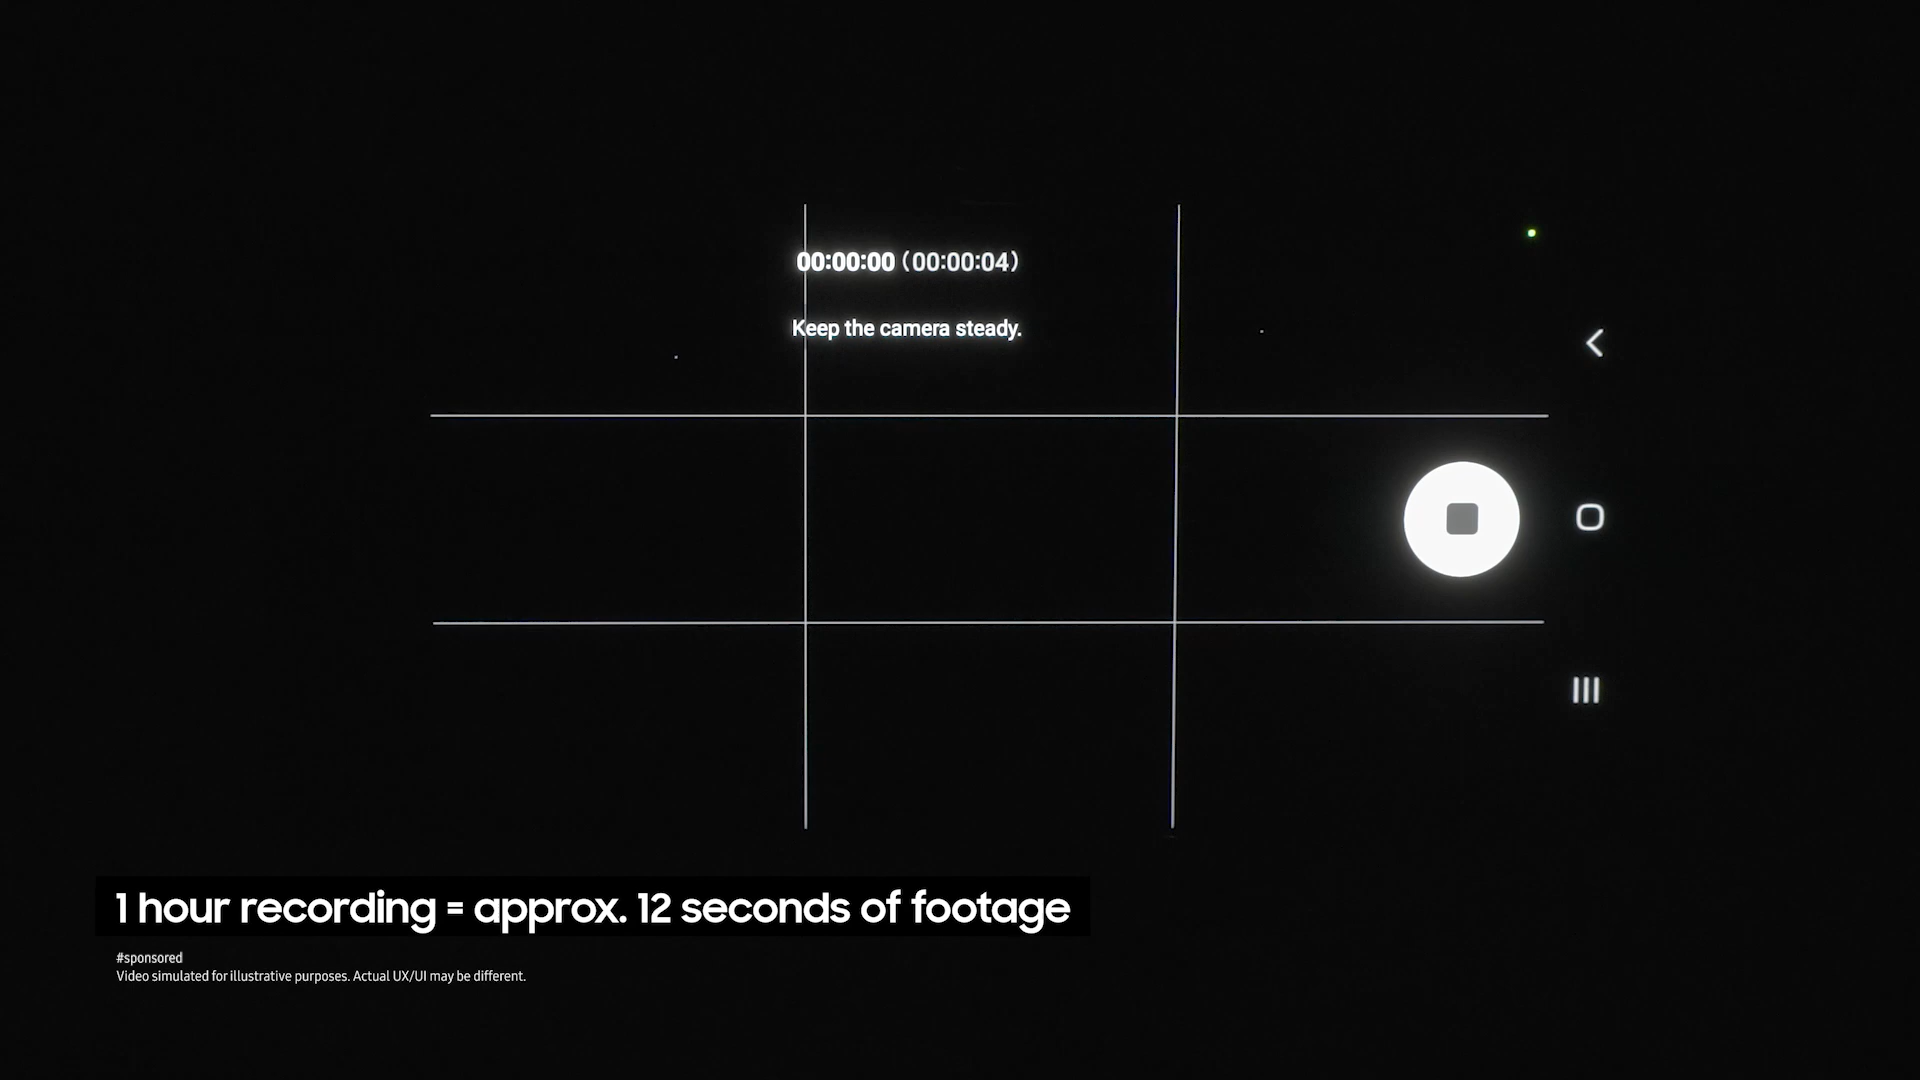 00:00:00 (00:00:04)
Keep the camera steady.
1 hour recording = approx. 12 seconds of footage
#sponsored
Video simulated for illustrative purposes. Actual UX/UI may be different.